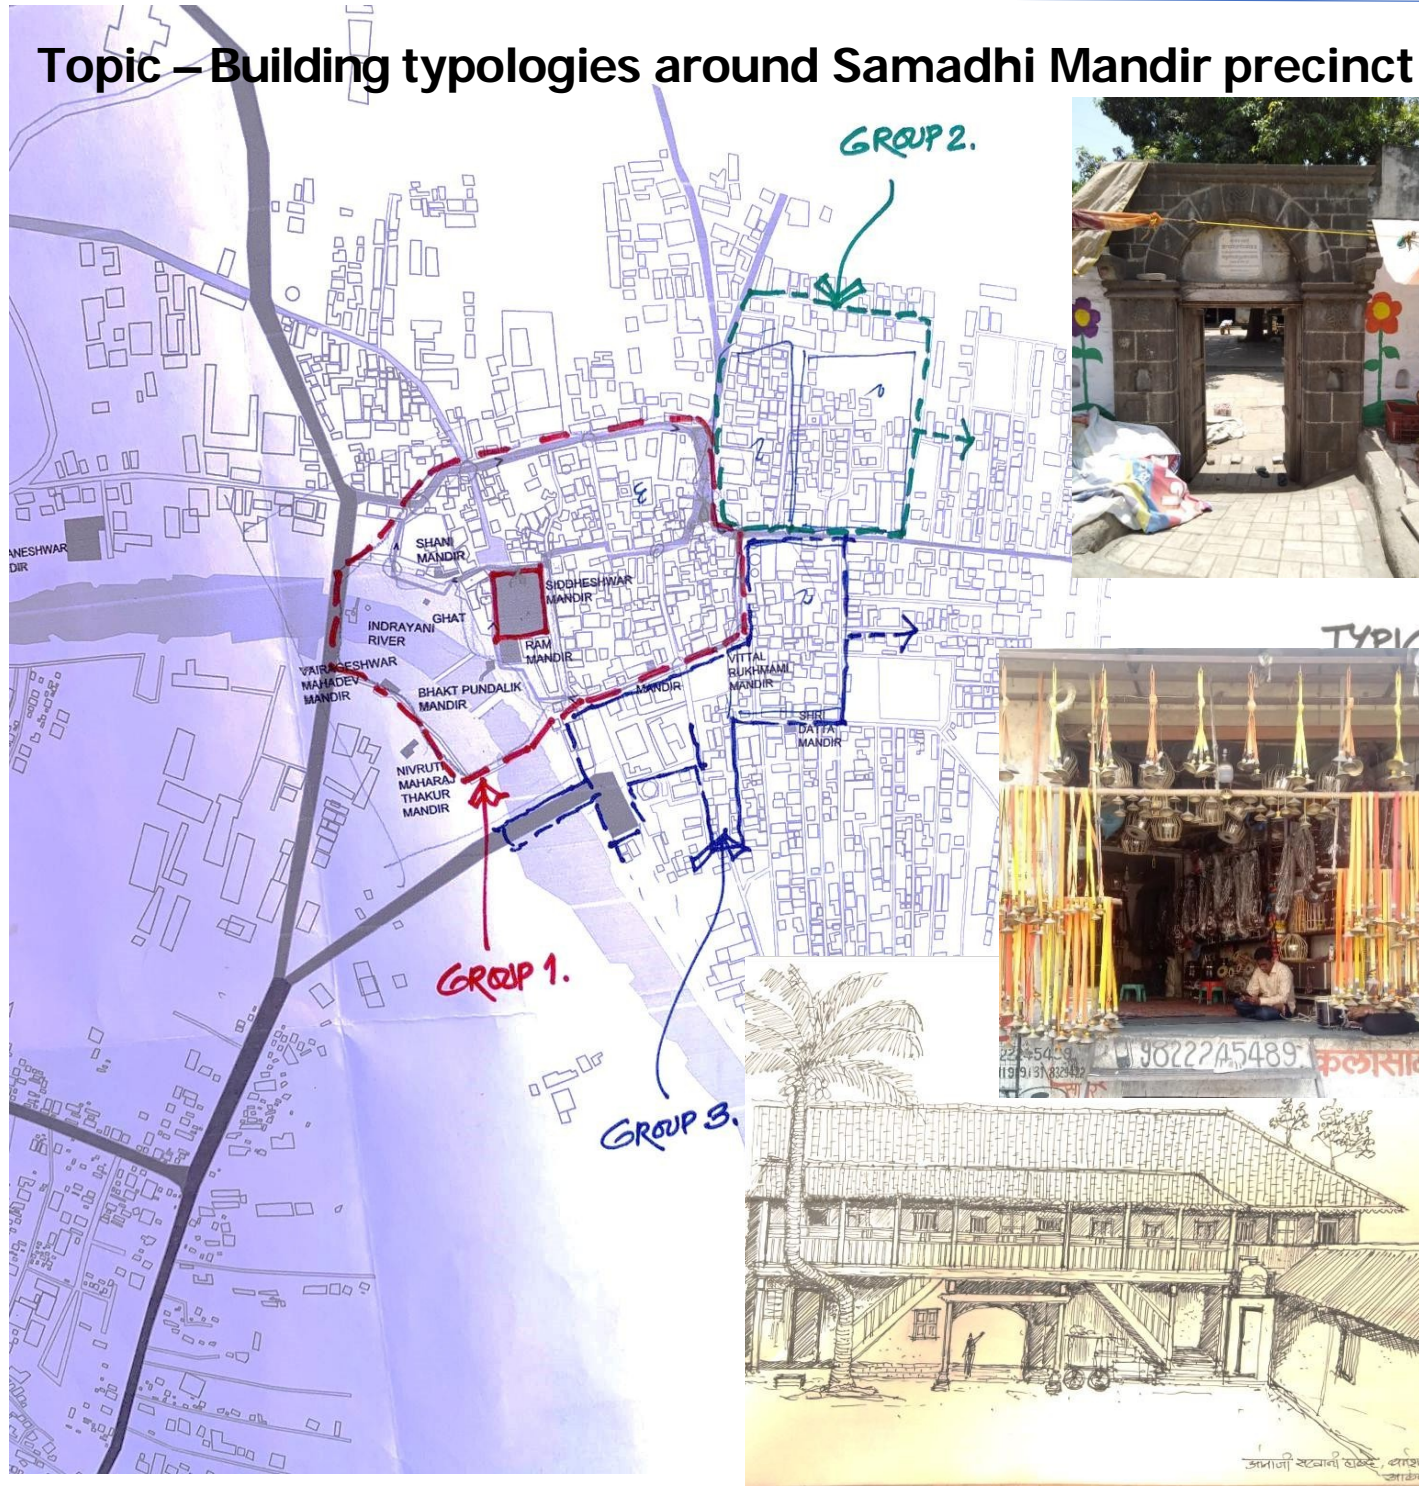 Topic – Building typologies around Samadhi Mandir precinct
GROUP 2.
SHANI
MANDIR
SIDDHESHWAR
MANDIR
GHAT
INDRAYANI
RIVER
RAM
MANDIR
VAIRAGESHWAR
MAHADEV
MANDIR
BHAKT PUNDALIK
MANDIR
MANDIR
VITTAL
RUKHMAMI
MANDIR
SHRI
DATTA
MANDIR
NIVRUTI
MAHARAJ
THAKUR
MANDIR
GROUP 1.
GROUP 3.
ANESHWAR
DIR
TYPIC
9822245489
कलासा